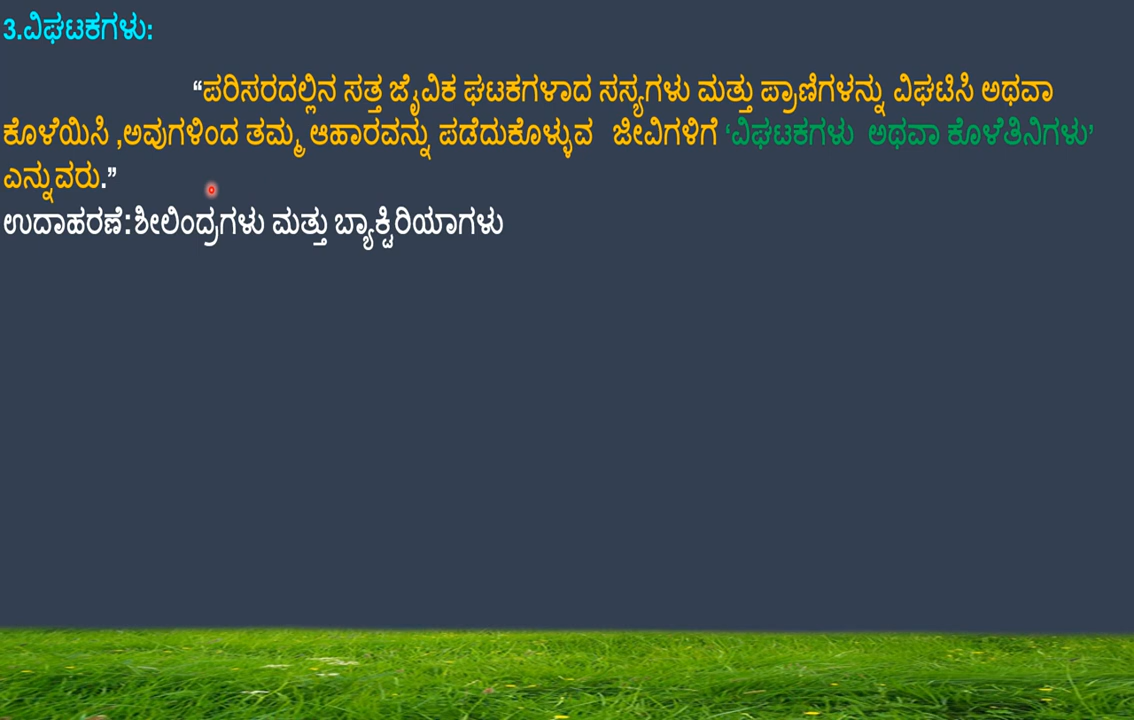 3.ವಿಘಟಕಗಳು:
“ಪರಿಸರದಲ್ಲಿನ ಸತ್ತ ಜೈವಿಕ ಘಟಕಗಳಾದ ಸಸ್ಯಗಳು ಮತ್ತು ಪ್ರಾಣಿಗಳನ್ನು ವಿಘಟಿಸಿ ಅಥವಾ
ಕೊಳೆಯಿಸಿ ,ಅವುಗಳಿಂದ ತಮ್ಮ ಆಹಾರವನ್ನು ಪಡೆದುಕೊಳ್ಳುವ ಜೀವಿಗಳಿಗೆ ‘ವಿಘಟಕಗಳು ಅಥವಾ ಕೊಳೆತಿನಿಗಳು’
ಎನ್ನುವರು.”
ಉದಾಹರಣೆ:ಶೀಲಿಂದ್ರಗಳು ಮತ್ತು ಬ್ಯಾಕ್ಟಿರಿಯಾಗಳು